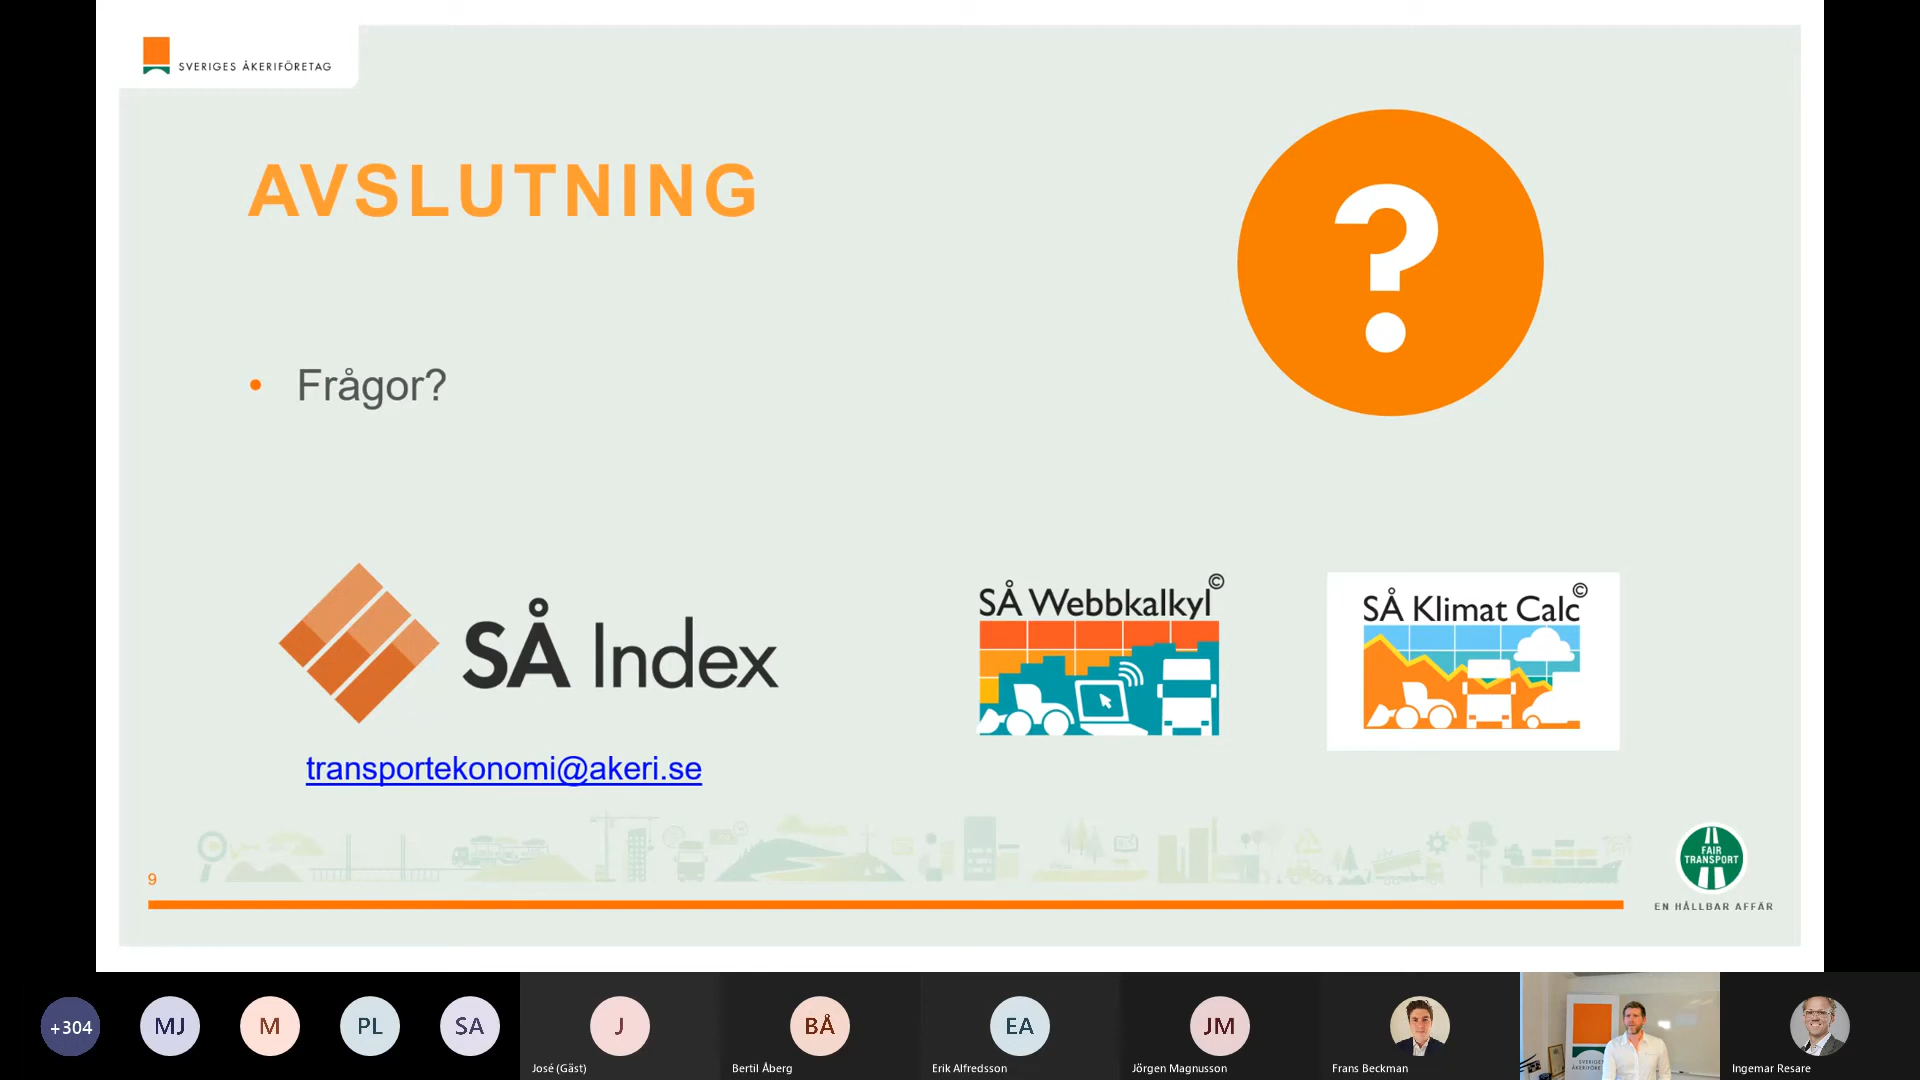 SVERIGES ÅKERIFÖRETAG
AVSLUTNING
?
• Frågor?
SÅ Index
SÅ Webbkalkyl©
SÅ Klimat Calc©
transportekonomi@akeri.se
9
FAIR
TRANSPORT
EN HÅLLBAR AFFÄR
+304
MJ
M
PL
SA
J
BÅ
EA
JM
José (Gäst)
Bertil Åberg
Erik Alfredsson
Jörgen Magnusson
Frans Beckman
Ingemar Resare